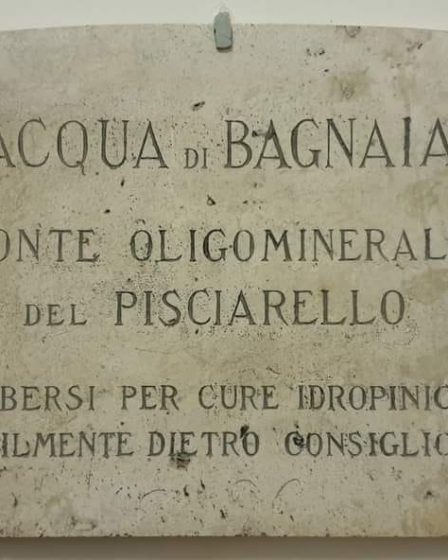 ACQUA DI BAGNAIA
ONTE OLIGOMINERAL
DEL PISCIARELLO
BERSI PER CURE IDROPINIC
ILMENTE DIETRO CONSIGLIO